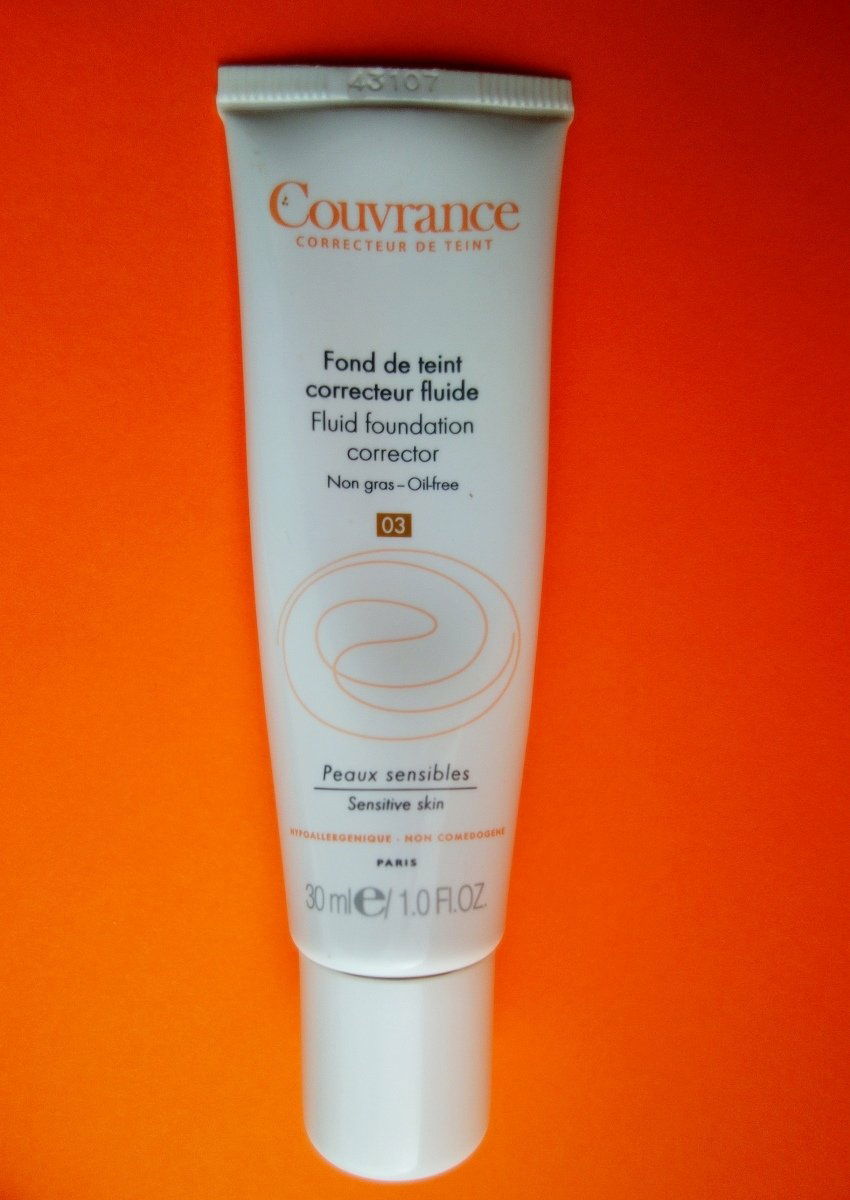 43107
Couvrance
CORRECTEUR DE TEINT
Fond de teint
correcteur fluide
Fluid foundation
corrector
Non gras – Oil-free
03
Peaux sensibles
Sensitive skin
HYPOALLERGENIQUE - NON COMEDOGENE
PARIS
30 ml e / 1.0 Fl.OZ.